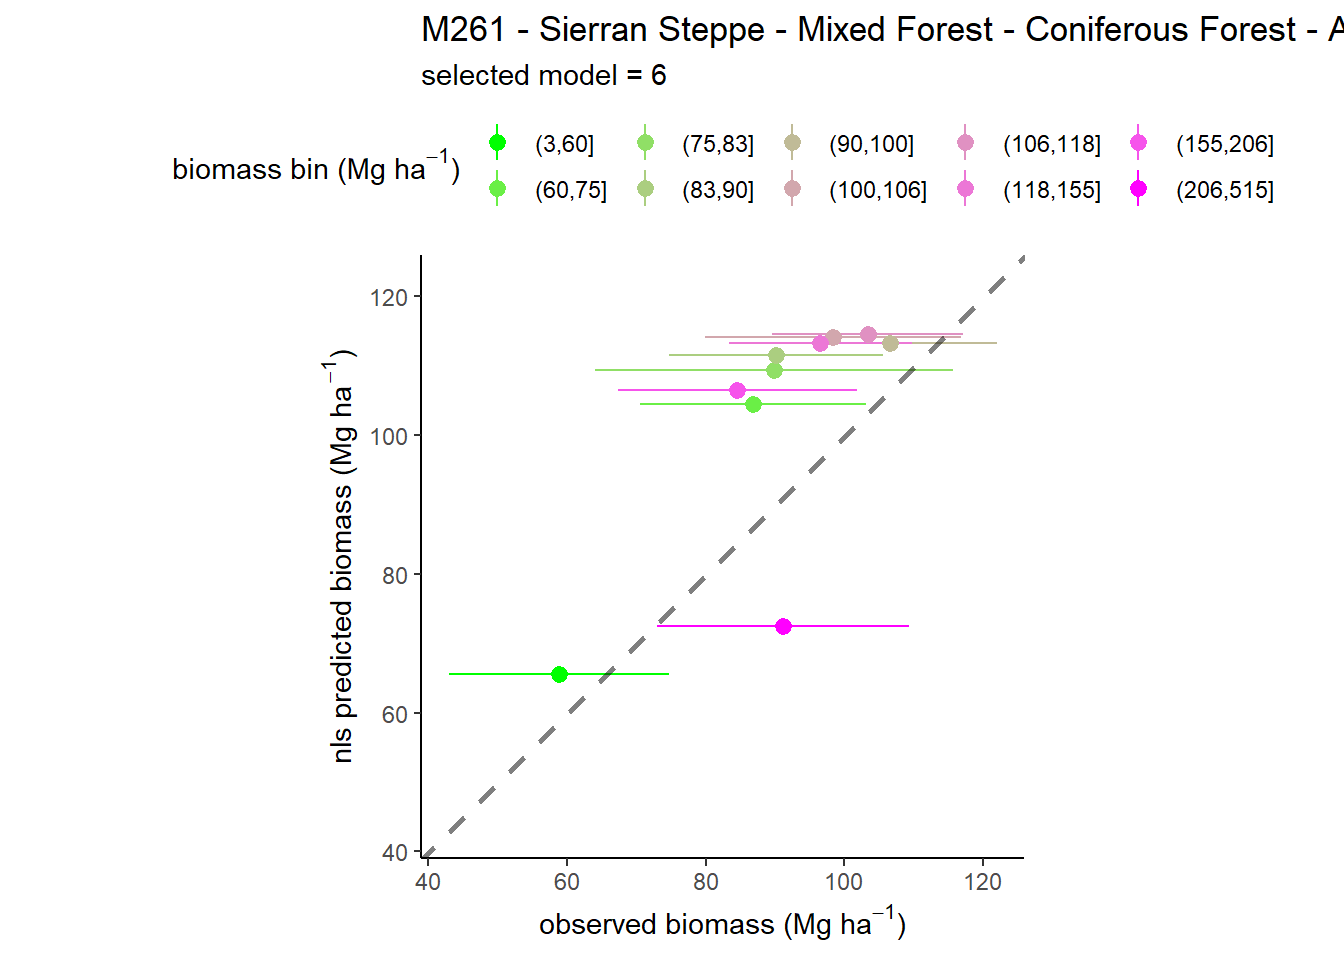 M261 - Sierran Steppe - Mixed Forest - Coniferous Forest - A
selected model = 6
biomass bin (Mg ha⁻¹)
(3,60] (75,83] (90,100] (106,118] (155,206]
(60,75] (83,90] (100,106] (118,155] (206,515]
nls predicted biomass (Mg ha⁻¹)
120
100
80
60
40
40 60 80 100 120
observed biomass (Mg ha⁻¹)